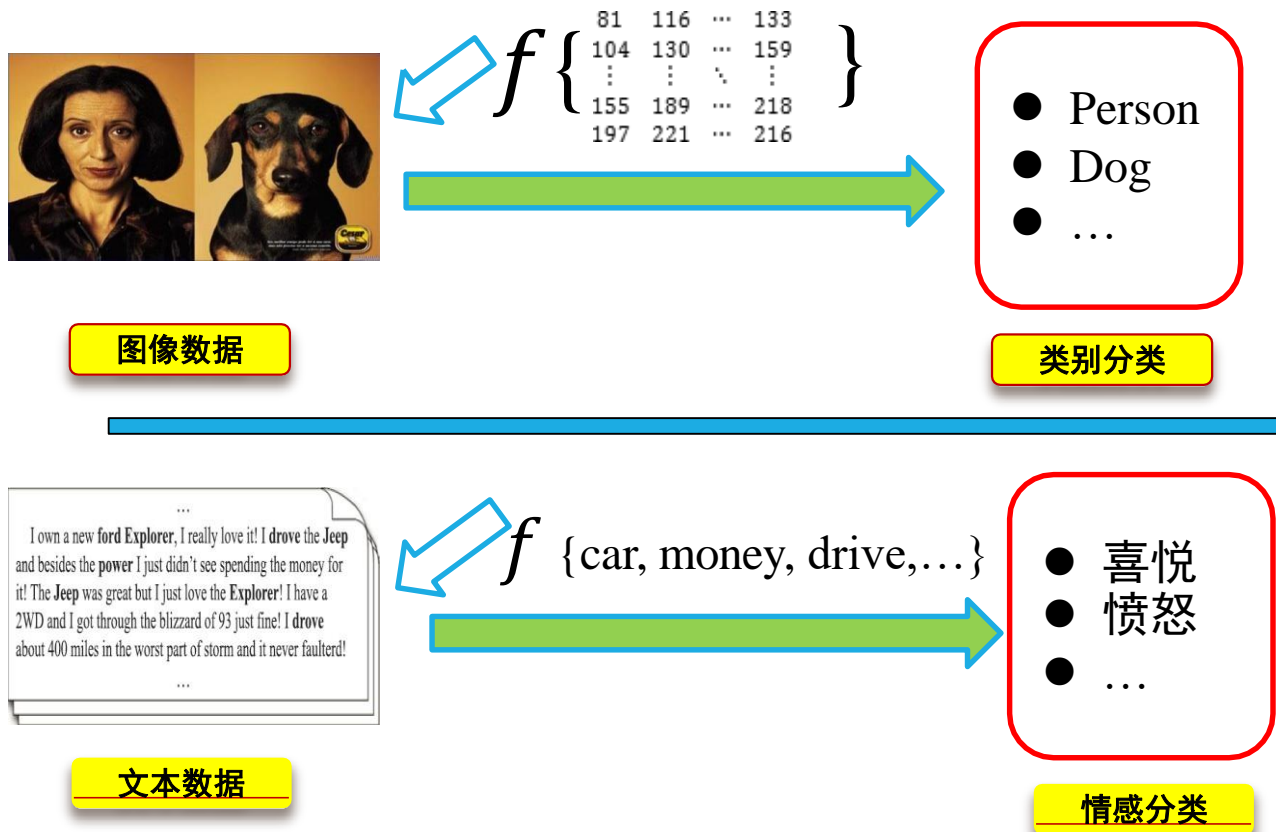 f { 81 116 … 133
104 130 … 159
⋮ ⋮ ⋱ ⋮
155 189 … 218
197 221 … 216 }
● Person
● Dog
● …
Cesar
图像数据
类别分类
…
I own a new ford Explorer, I really love it! I drove the Jeep
and besides the power I just didn't see spending the money for
it! The Jeep was great but I just love the Explorer! I have a
2WD and I got through the blizzard of 93 just fine! I drove
about 400 miles in the worst part of storm and it never faulterd!
…
f {car, money, drive,…}
● 喜悦
● 愤怒
● …
文本数据
情感分类